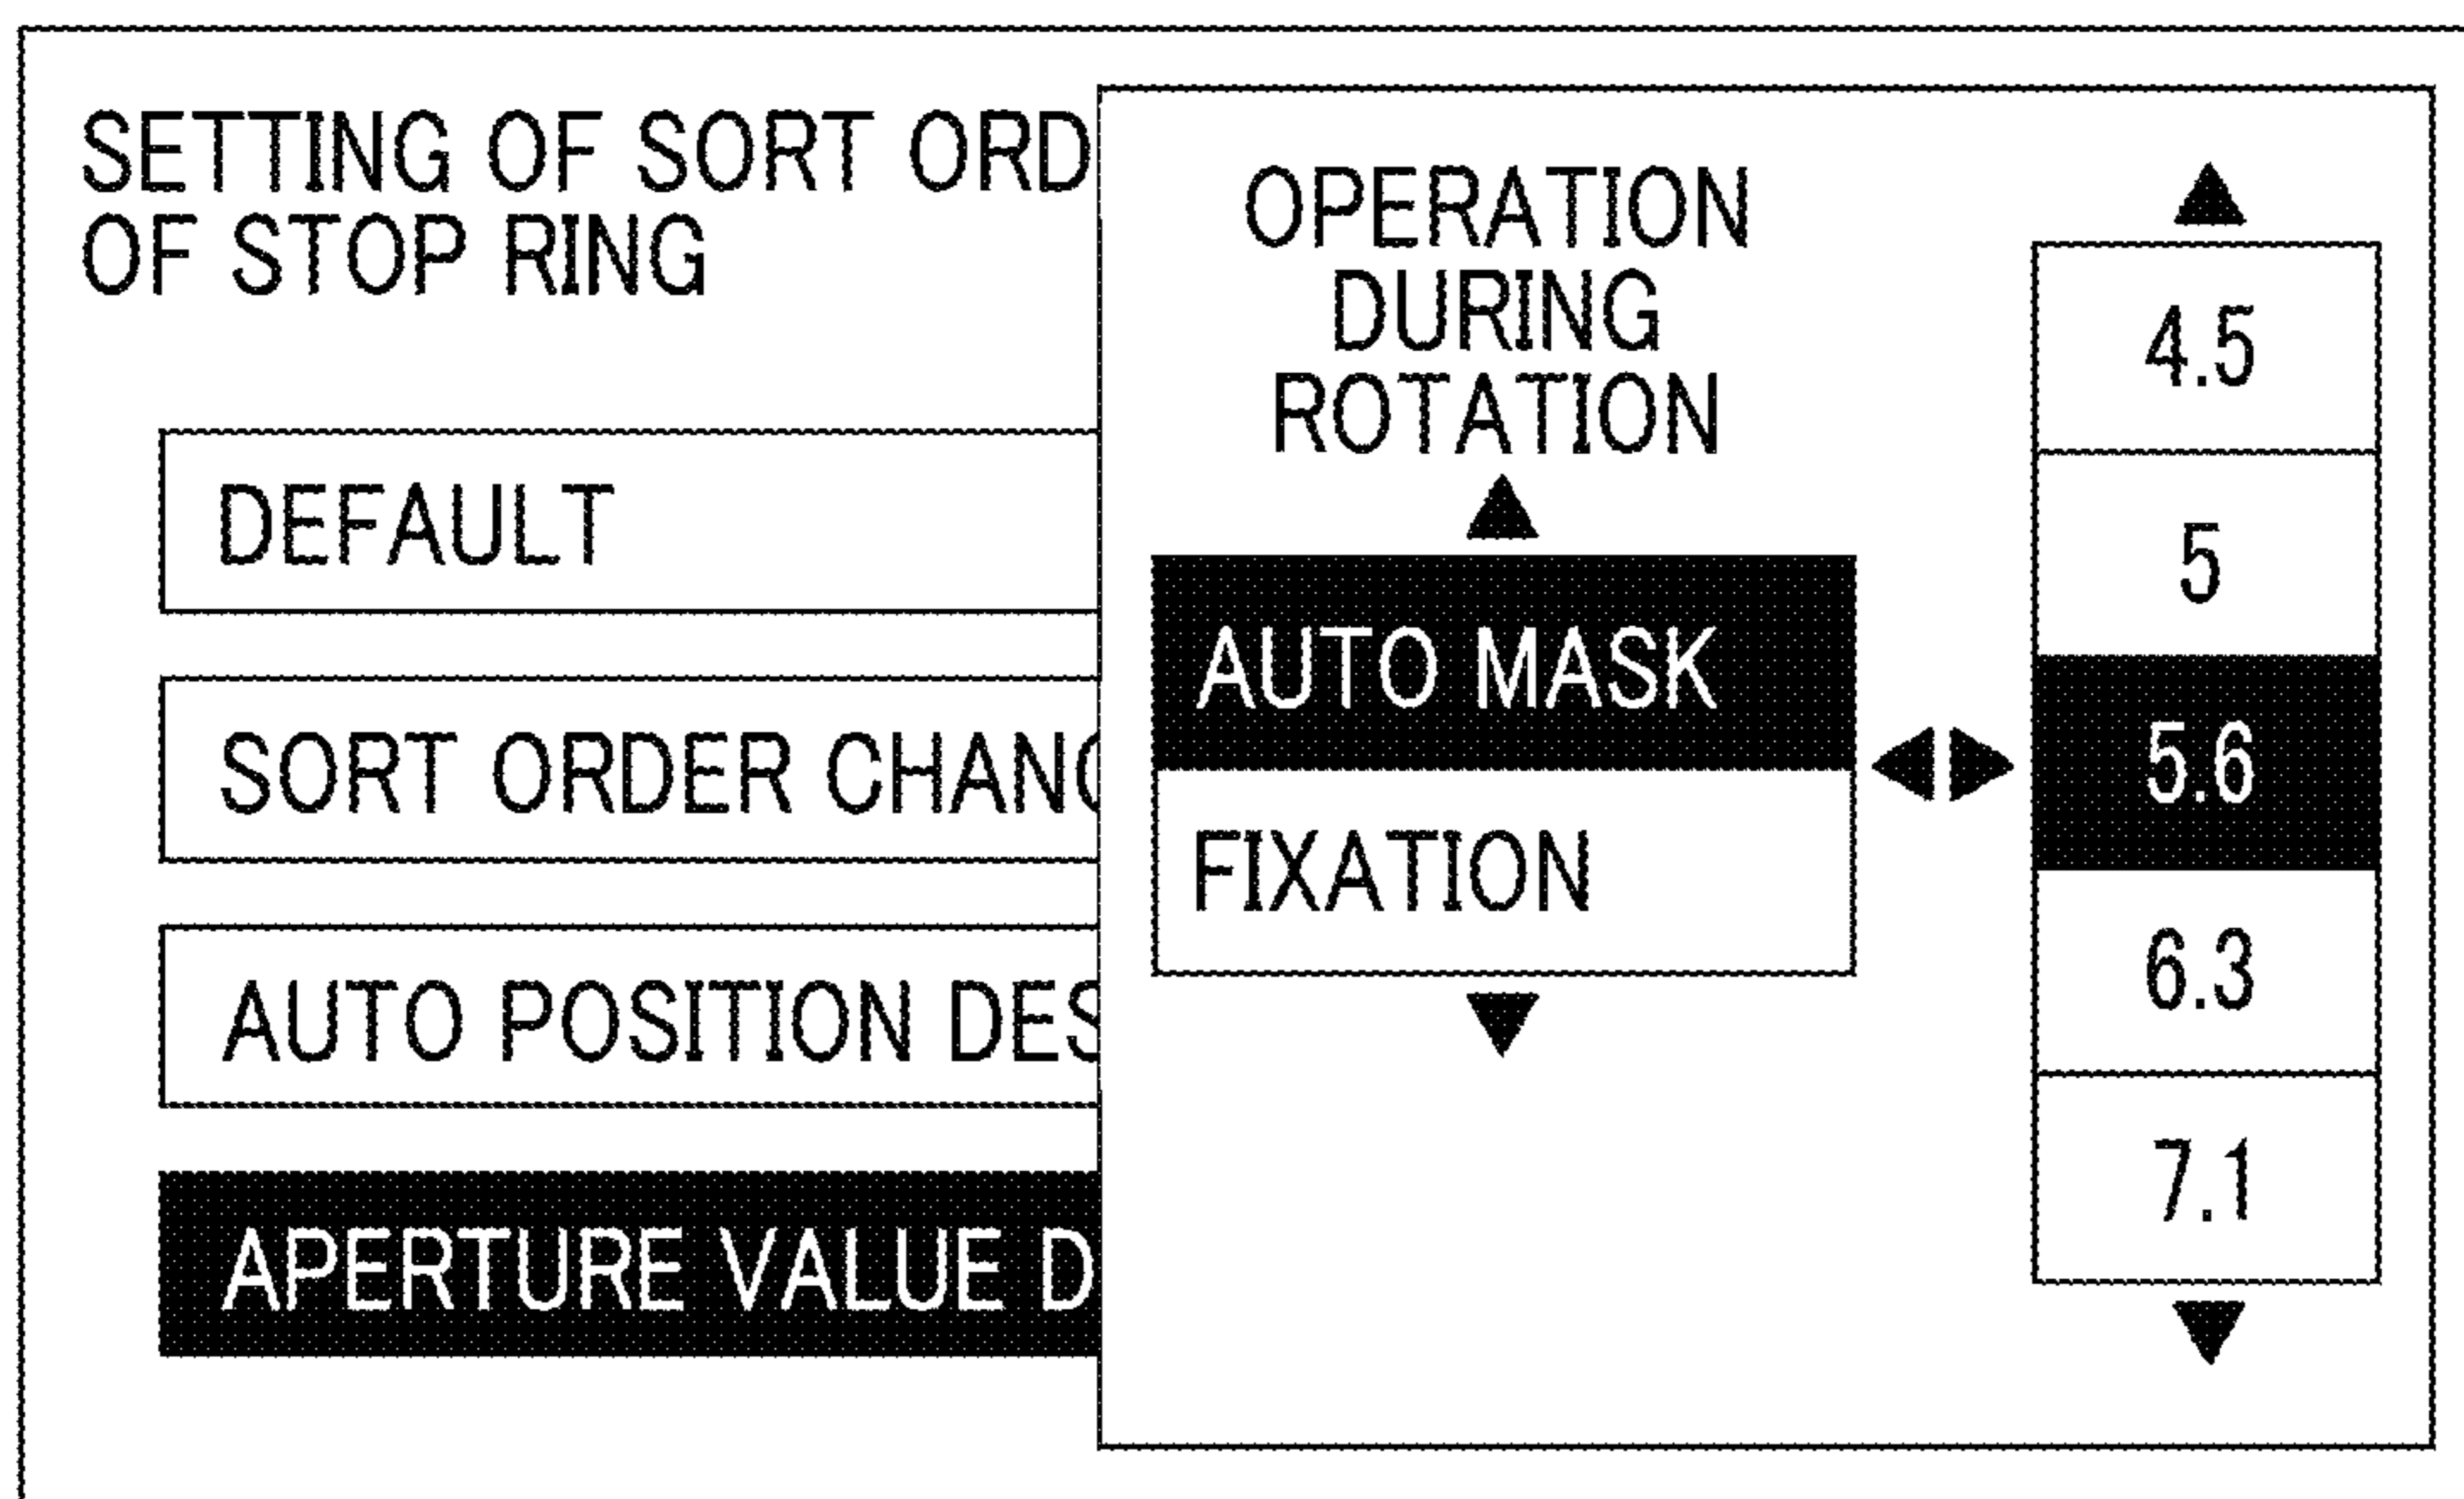 SETTING OF SORT ORD
OF STOP RING
DEFAULT
SORT ORDER CHANG
AUTO POSITION DES
APERTURE VALUE D
OPERATION
DURING
ROTATION
AUTO MASK
FIXATION
4.5
5
5.6
6.3
7.1